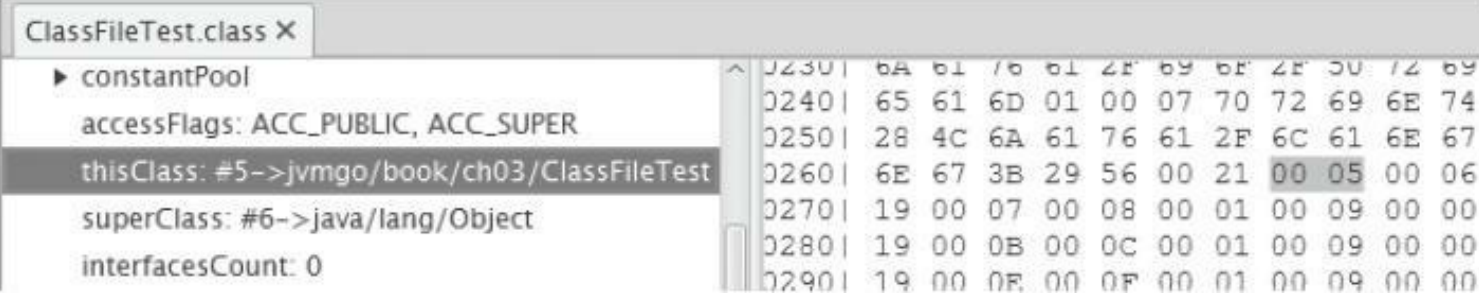 ClassFileTest.class ✕
▶ constantPool
accessFlags: ACC_PUBLIC, ACC_SUPER
thisClass: #5->jvmgo/book/ch03/ClassFileTest
superClass: #6->java/lang/Object
interfacesCount: 0
0230| 6A 61 76 61 2F 69 6F 2F 50 72 69
0240| 65 61 6D 01 00 07 70 72 69 6E 74
0250| 28 4C 6A 61 76 61 2F 6C 61 6E 67
0260| 6E 67 3B 29 56 00 21 00 05 00 06
0270| 19 00 07 00 08 00 01 00 09 00 00
0280| 19 00 0B 00 0C 00 01 00 09 00 00
0290| 19 00 0E 00 0F 00 01 00 09 00 00